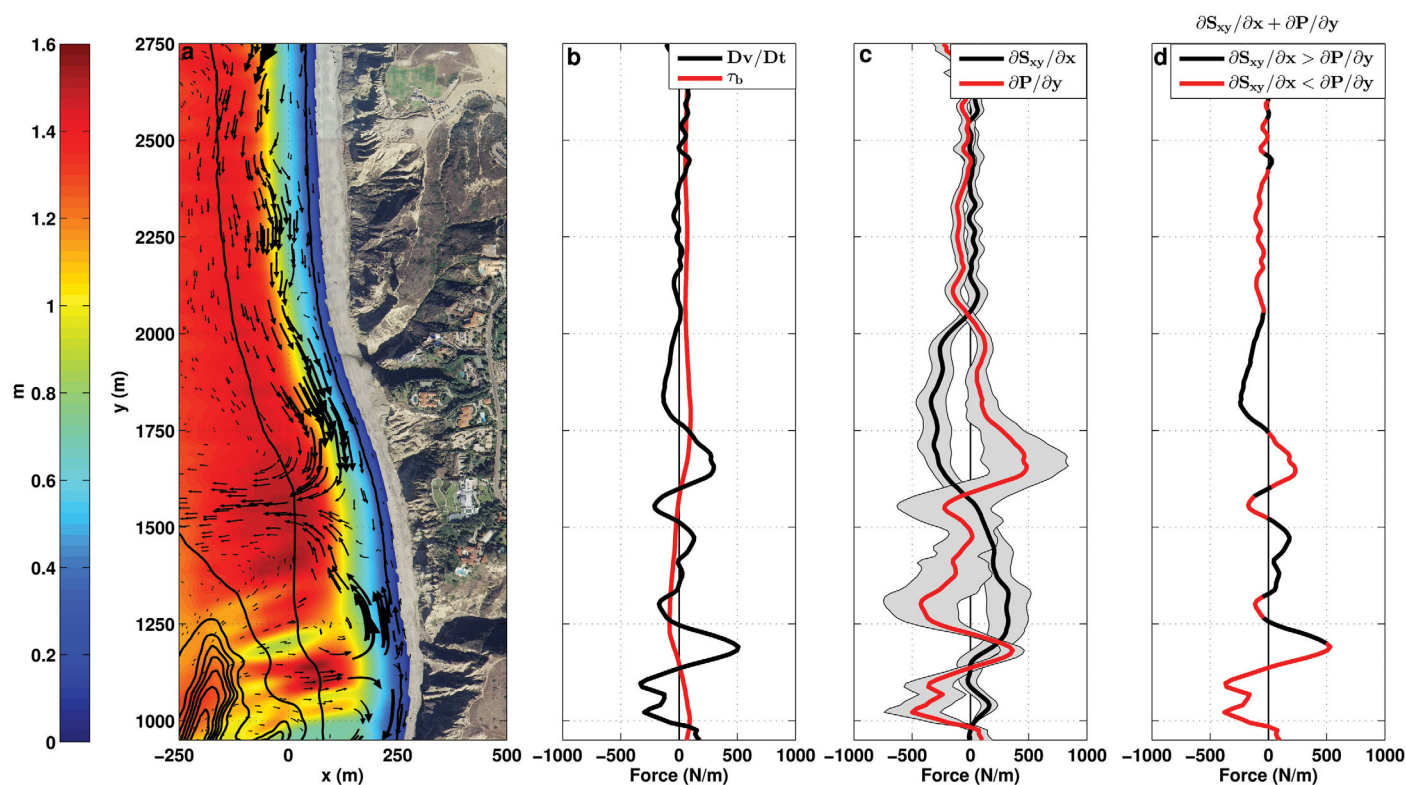 ∂Sxy/∂x + ∂P/∂y
1.6
1.4
1.2
1
0.8
0.6
0.4
0.2
0
m
2750
2500
2250
2000
1750
1500
1250
1000
y (m)
a
−250
0
250
500
x (m)
b
Dv/Dt
τb
−1000
−500
0
500
1000
Force (N/m)
c
∂Sxy/∂x
∂P/∂y
−1000
−500
0
500
1000
Force (N/m)
d
∂Sxy/∂x > ∂P/∂y
∂Sxy/∂x < ∂P/∂y
−1000
−500
0
500
1000
Force (N/m)